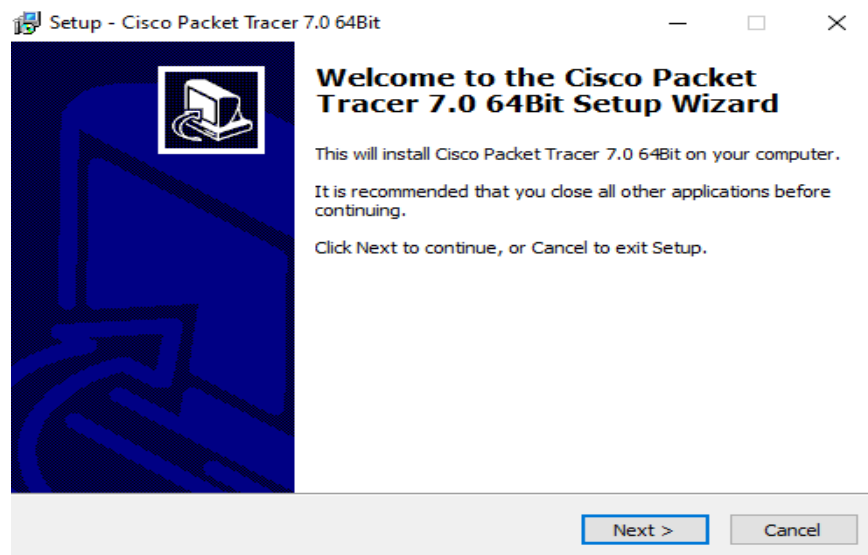 Setup - Cisco Packet Tracer 7.0 64Bit
Welcome to the Cisco Packet
Tracer 7.0 64Bit Setup Wizard
This will install Cisco Packet Tracer 7.0 64Bit on your computer.
It is recommended that you close all other applications before
continuing.
Click Next to continue, or Cancel to exit Setup.
Next >
Cancel